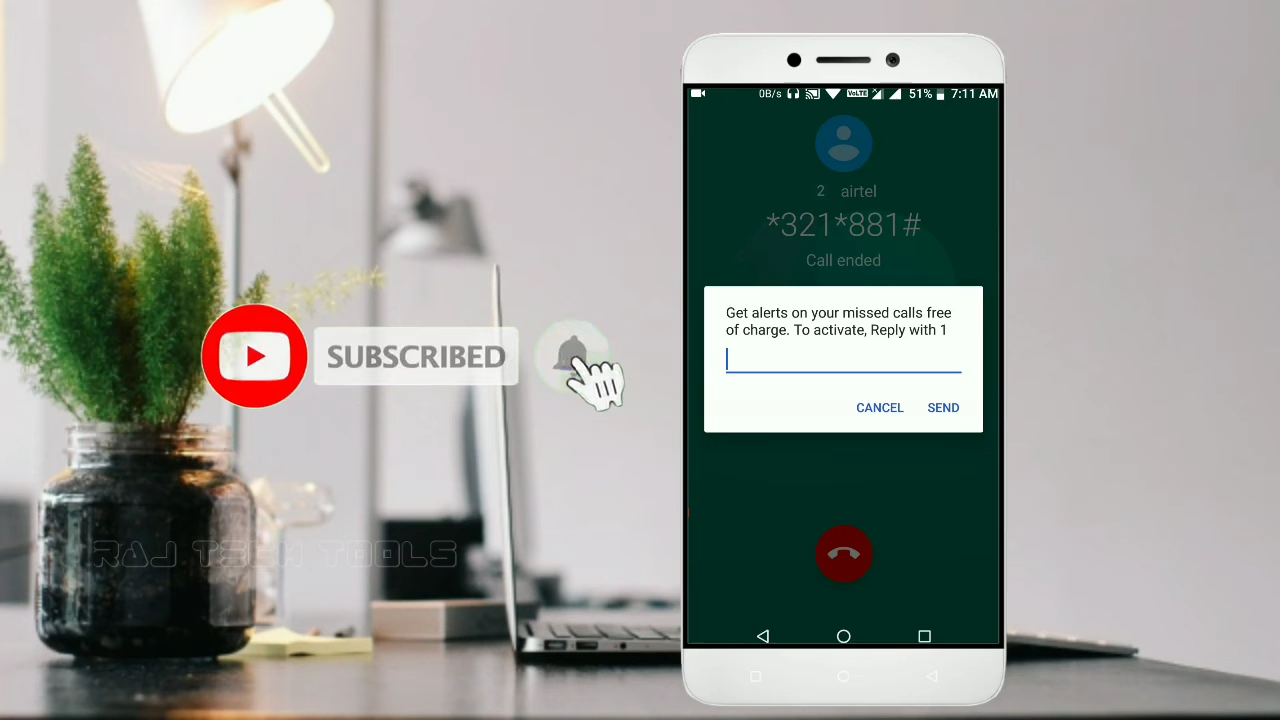 0B/s VoLTE 51% 7:11 AM
2 airtel
*321*881#
Call ended
Get alerts on your missed calls free
of charge. To activate, Reply with 1
CANCEL SEND
SUBSCRIBED
RAJ TECH TOOLS